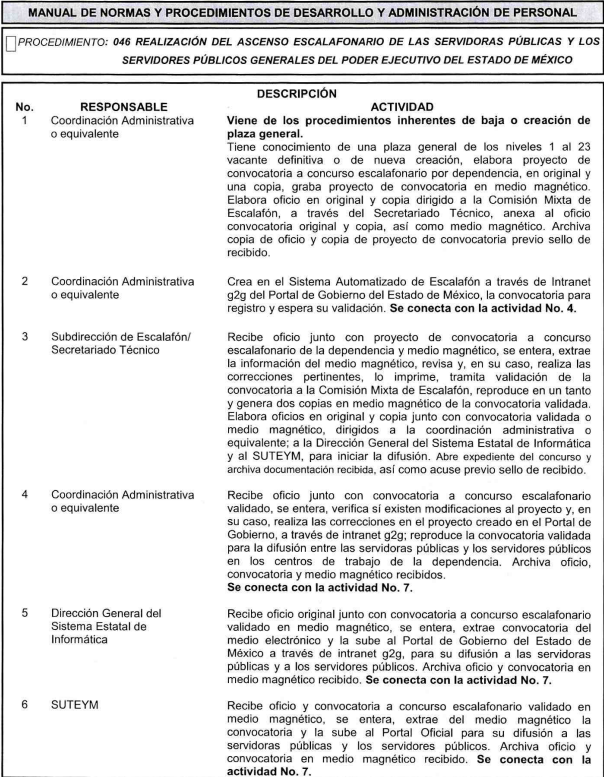 MANUAL DE NORMAS Y PROCEDIMIENTOS DE DESARROLLO Y ADMINISTRACIÓN DE PERSONAL
PROCEDIMIENTO: 046 REALIZACIÓN DEL ASCENSO ESCALAFONARIO DE LAS SERVIDORAS PÚBLICAS Y LOS
SERVIDORES PÚBLICOS GENERALES DEL PODER EJECUTIVO DEL ESTADO DE MÉXICO
DESCRIPCIÓN
No. RESPONSABLE ACTIVIDAD
1 Coordinación Administrativa o equivalente
Viene de los procedimientos inherentes de baja o creación de
plaza general.
Tiene conocimiento de una plaza general de los niveles 1 al 23
vacante definitiva o de nueva creación, elabora proyecto de
convocatoria a concurso escalafonario por dependencia, en original y
una copia, graba proyecto de convocatoria en medio magnético.
Elabora oficio en original y copia dirigido a la Comisión Mixta de
Escalafón, a través del Secretariado Técnico, anexa al oficio
convocatoria original y copia, así como medio magnético. Archiva
copia de oficio y copia de proyecto de convocatoria previo sello de
recibido.
2 Coordinación Administrativa o equivalente
Crea en el Sistema Automatizado de Escalafón a través de Intranet
g2g del Portal de Gobierno del Estado de México, la convocatoria para
registro y espera su validación. Se conecta con la actividad No. 4.
3 Subdirección de Escalafón/ Secretariado Técnico
Recibe oficio junto con proyecto de convocatoria a concurso
escalafonario de la dependencia y medio magnético, se entera, extrae
la información del medio magnético, revisa y, en su caso, realiza las
correcciones pertinentes, lo imprime, tramita validación de la
convocatoria a la Comisión Mixta de Escalafón, reproduce en un tanto
y genera dos copias en medio magnético de la convocatoria validada.
Elabora oficios en original y copia junto con convocatoria validada o
medio magnético, dirigidos a la coordinación administrativa o
equivalente; a la Dirección General del Sistema Estatal de Informática
y al SUTEYM, para iniciar la difusión. Abre expediente del concurso y
archiva documentación recibida, así como acuse previo sello de recibido.
4 Coordinación Administrativa o equivalente
Recibe oficio junto con convocatoria a concurso escalafonario
validado, se entera, verifica sí existen modificaciones al proyecto y, en
su caso, realiza las correcciones en el proyecto creado en el Portal de
Gobierno, a través de intranet g2g; reproduce la convocatoria validada
para la difusión entre las servidoras públicas y los servidores públicos
en los centros de trabajo de la dependencia. Archiva oficio,
convocatoria y medio magnético recibidos.
Se conecta con la actividad No. 7.
5 Dirección General del Sistema Estatal de Informática
Recibe oficio original junto con convocatoria a concurso escalafonario
validado en medio magnético, se entera, extrae convocatoria del
medio electrónico y la sube al Portal de Gobierno del Estado de
México a través de intranet g2g, para su difusión a las servidoras
públicas y a los servidores públicos. Archiva oficio y convocatoria en
medio magnético recibido. Se conecta con la actividad No. 7.
6 SUTEYM
Recibe oficio y convocatoria a concurso escalafonario validado en
medio magnético, se entera, extrae del medio magnético la
convocatoria y la sube al Portal Oficial para su difusión a las
servidoras públicas y los servidores públicos. Archiva oficio y
convocatoria en medio magnético recibido. Se conecta con la
actividad No. 7.